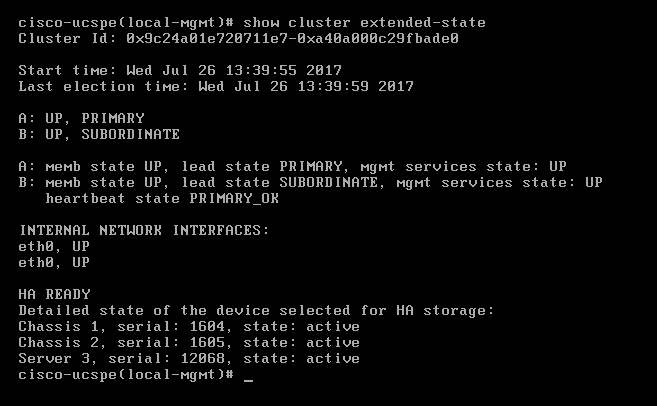 cisco-ucspe(local-mgmt)# show cluster extended-state
Cluster Id: 0x9c24a01e720711e7-0xa40a000c29fbade0
Start time: Wed Jul 26 13:39:55 2017
Last election time: Wed Jul 26 13:39:59 2017
A: UP, PRIMARY
B: UP, SUBORDINATE
A: memb state UP, lead state PRIMARY, mgmt services state: UP
B: memb state UP, lead state SUBORDINATE, mgmt services state: UP
heartbeat state PRIMARY_OK
INTERNAL NETWORK INTERFACES:
eth0, UP
eth0, UP
HA READY
Detailed state of the device selected for HA storage:
Chassis 1, serial: 1604, state: active
Chassis 2, serial: 1605, state: active
Server 3, serial: 12068, state: active
cisco-ucspe(local-mgmt)# _